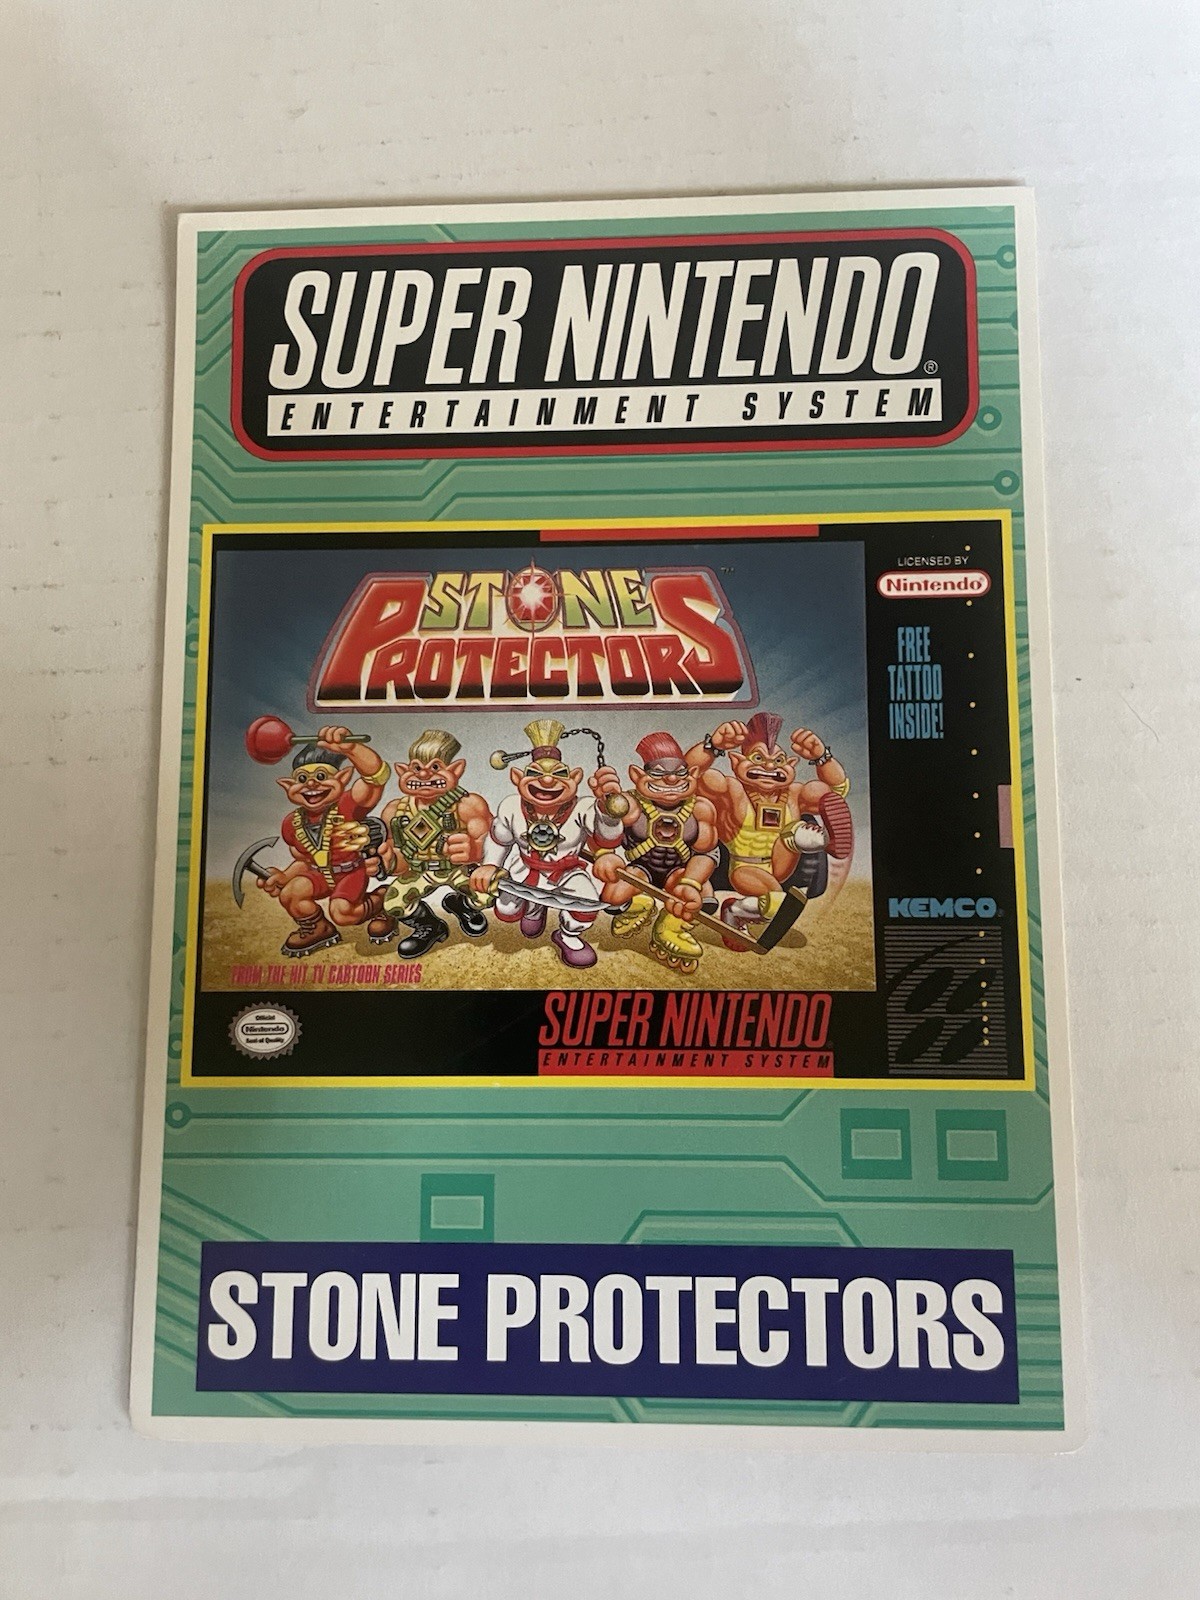 SUPER NINTENDO®
ENTERTAINMENT SYSTEM
STONE™
PROTECTORS
LICENSED BY
Nintendo®
FREE
TATTOO
INSIDE!
KEMCO®
FROM THE HIT TV CARTOON SERIES
Official
Nintendo
Seal of Quality
SUPER NINTENDO
ENTERTAINMENT SYSTEM
STONE PROTECTORS